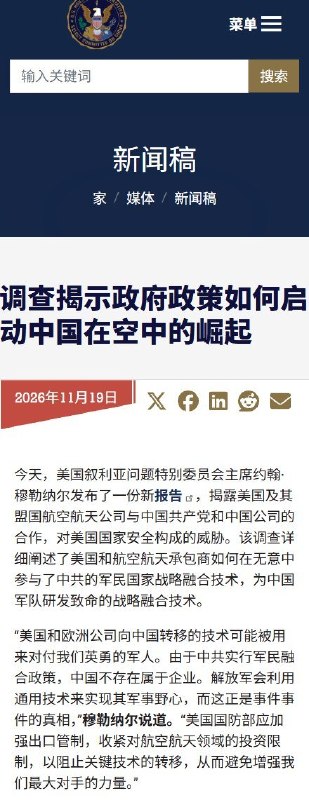 菜单
输入关键词
搜索
新闻稿
家 / 媒体 / 新闻稿
调查揭示政府政策如何启
动中国在空中的崛起
2026年11月19日
今天，美国叙利亚问题特别委员会主席约翰·
穆勒纳尔发布了一份新报告，揭露美国及其
盟国航空航天公司与中国共产党和中国公司的
合作，对美国国家安全构成的威胁。该调查详
细阐述了美国和航空航天承包商如何在无意中
参与了中共的军民国家战略融合技术，为中国
军队研发致命的战略融合技术。
“美国和欧洲公司向中国转移的技术可能被用
来对付我们英勇的军人。由于中共实行军民融
合政策，中国不存在属于企业。解放军会利用
通用技术来实现其军事野心，而这正是事件事
件的真相，”穆勒纳尔说道。“美国国防部应加
强出口管制，收紧对航空航天领域的投资限
制，以阻止关键技术的转移，从而避免增强我
们最大对手的力量。”